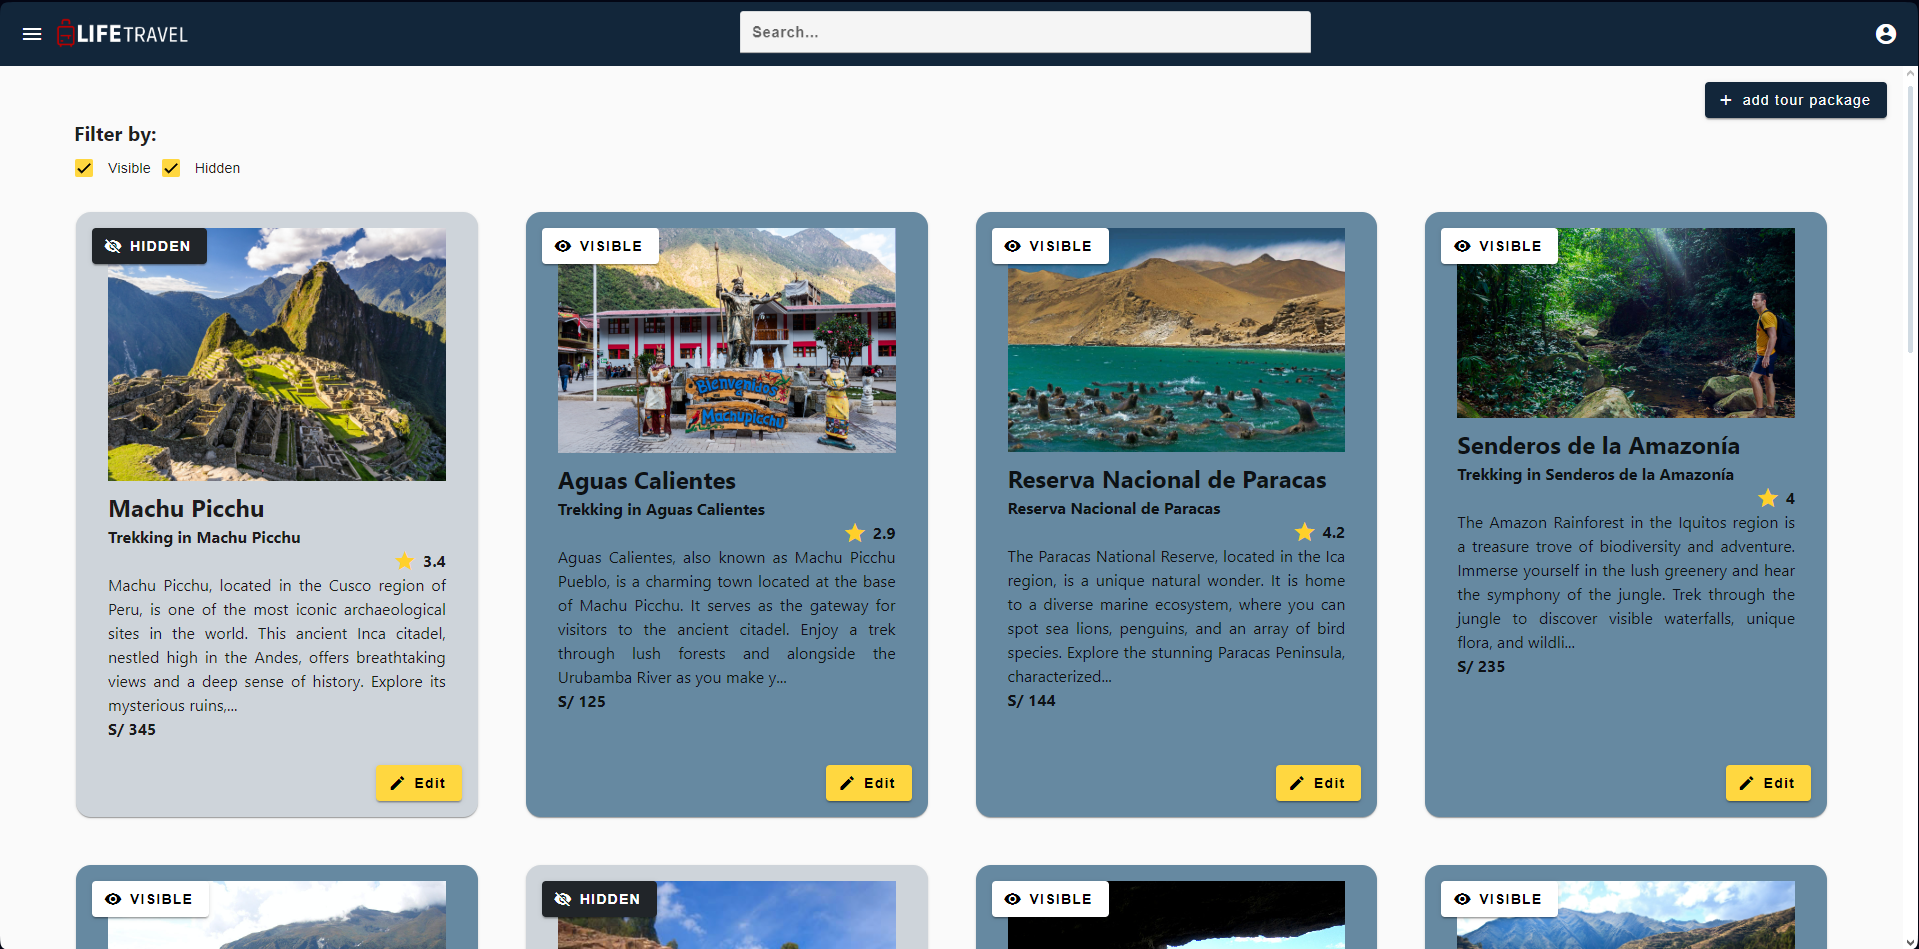 LIFETRAVEL
Search...
+ add tour package
Filter by:
Visible
Hidden
HIDDEN
Machu Picchu
Trekking in Machu Picchu
3.4
Machu Picchu, located in the Cusco region of
Peru, is one of the most iconic archaeological
sites in the world. This ancient Inca citadel,
nestled high in the Andes, offers breathtaking
views and a deep sense of history. Explore its
mysterious ruins,...
S/ 345
Edit
VISIBLE
Bienvenidos
a
Machupicchu
Aguas Calientes
Trekking in Aguas Calientes
2.9
Aguas Calientes, also known as Machu Picchu
Pueblo, is a charming town located at the base
of Machu Picchu. It serves as the gateway for
visitors to the ancient citadel. Enjoy a trek
through lush forests and alongside the
Urubamba River as you make y...
S/ 125
Edit
VISIBLE
Reserva Nacional de Paracas
Reserva Nacional de Paracas
4.2
The Paracas National Reserve, located in the Ica
region, is a unique natural wonder. It is home
to a diverse marine ecosystem, where you can
spot sea lions, penguins, and an array of bird
species. Explore the stunning Paracas Peninsula,
characterized...
S/ 144
Edit
VISIBLE
Senderos de la Amazonía
Trekking in Senderos de la Amazonía
4
The Amazon Rainforest in the Iquitos region is
a treasure trove of biodiversity and adventure.
Immerse yourself in the lush greenery and hear
the symphony of the jungle. Trek through the
jungle to discover visible waterfalls, unique
flora, and wildli...
S/ 235
Edit
VISIBLE
HIDDEN
VISIBLE
VISIBLE